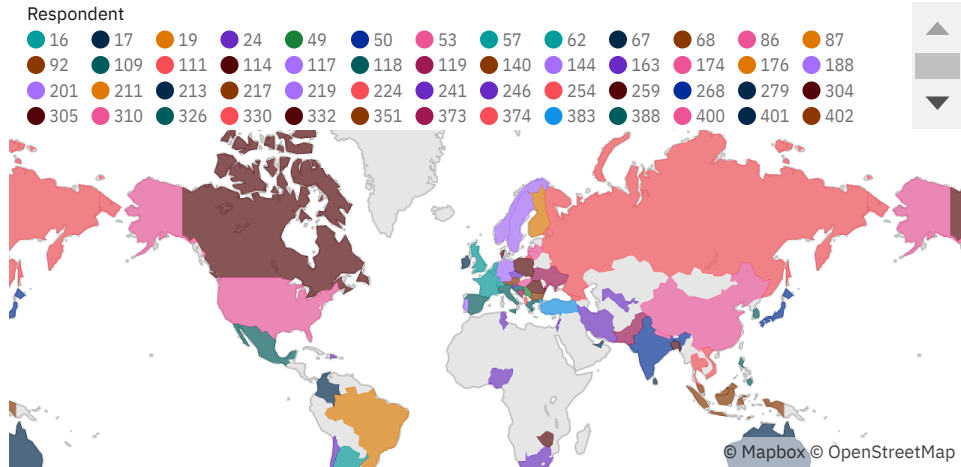 Respondent
16 17 19 24 49 50 53 57 62 67 68 86 87
92 109 111 114 117 118 119 140 144 163 174 176 188
201 211 213 217 219 224 241 246 254 259 268 279 304
305 310 326 330 332 351 373 374 383 388 400 401 402
© Mapbox © OpenStreetMap